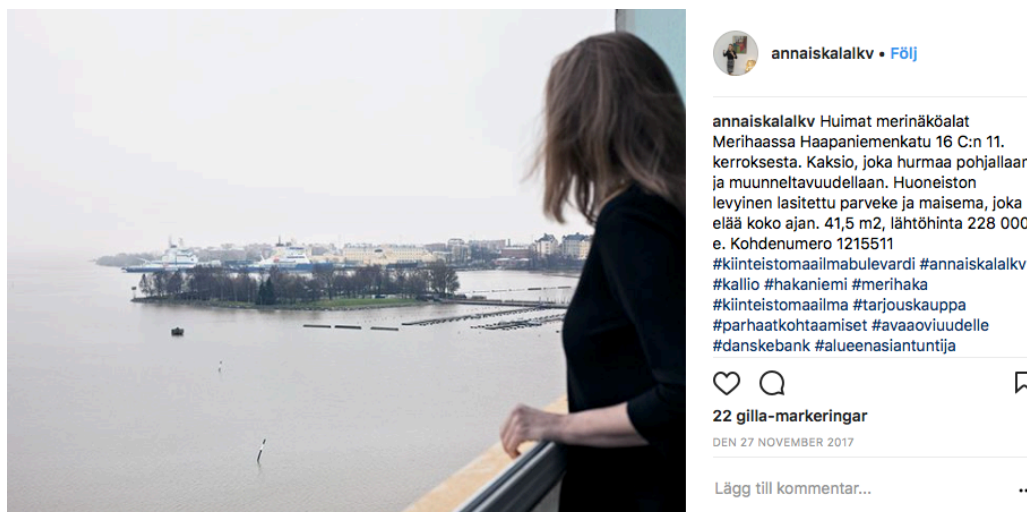 annaiskalalkv • Följ
annaiskalalkv Huimat merinäköalat
Merihaassa Haapaniemenkatu 16 C:n 11.
kerroksesta. Kaksio, joka hurmaa pohjallaan
ja muunneltavuudellaan. Huoneiston
levyinen lasitettu parveke ja maisema, joka
elää koko ajan. 41,5 m2, lähtöhinta 228 000
e. Kohdenumero 1215511
#kiinteistomaailmabulevardi #annaiskalalkv
#kallio #hakaniemi #merihaka
#kiinteistomaailma #tarjouskauppa
#parhaatkohtaamiset #avaaoviuudelle
#danskebank #alueenasiantuntija
22 gilla-markeringar
DEN 27 NOVEMBER 2017
Lägg till kommentar...